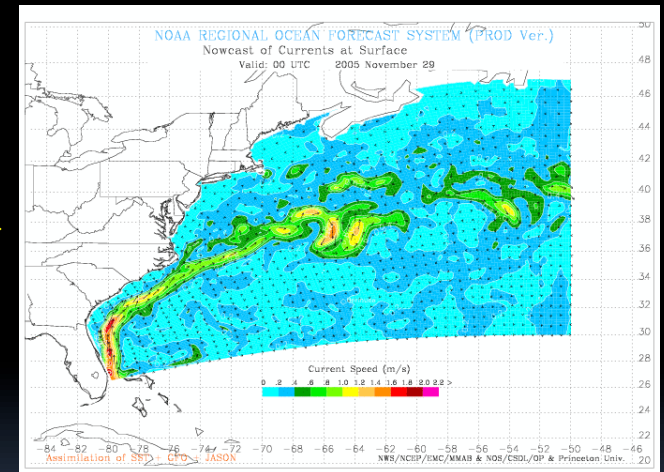 NOAA REGIONAL OCEAN FORECAST SYSTEM (PROD Ver.)
Nowcast of Currents at Surface
Valid: 00 UTC 2005 November 29
50
48
46
44
42
40
38
36
34
32
30
28
26
24
22
20
Current Speed (m/s)
0 .2 .4 .6 .8 1.0 1.2 1.4 1.6 1.8 2.0 2.2 >
-84 -82 -80 -78 -76 -74 -72 -70 -68 -66 -64 -62 -60 -58 -56 -54 -52 -50 -48 -46
Assimilation of SST + GTO + JASON
NWS/NCEP/EMC/MMAB & NOS/CSDL/OP & Princeton Univ.